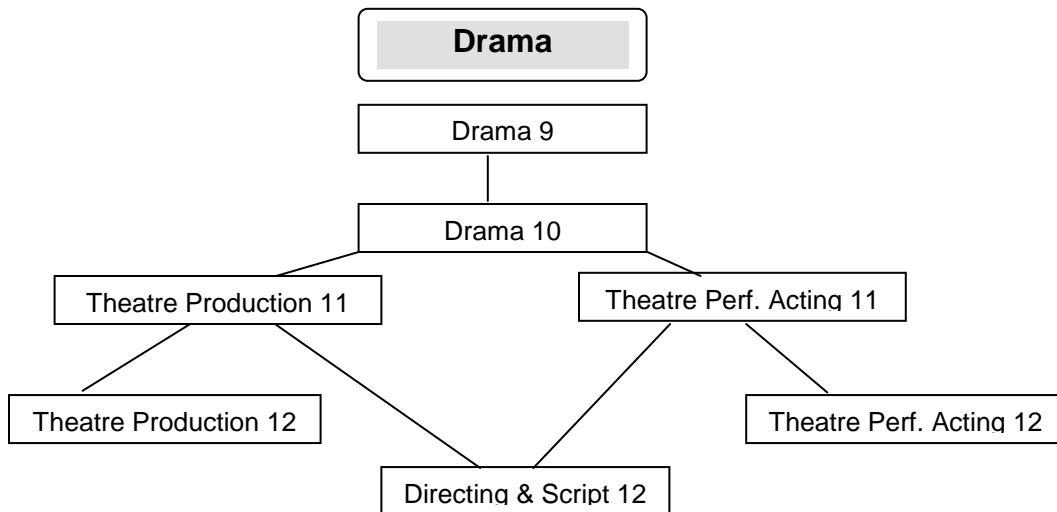 Drama
Drama 9
Drama 10
Theatre Production 11
Theatre Perf. Acting 11
Theatre Production 12
Theatre Perf. Acting 12
Directing & Script 12